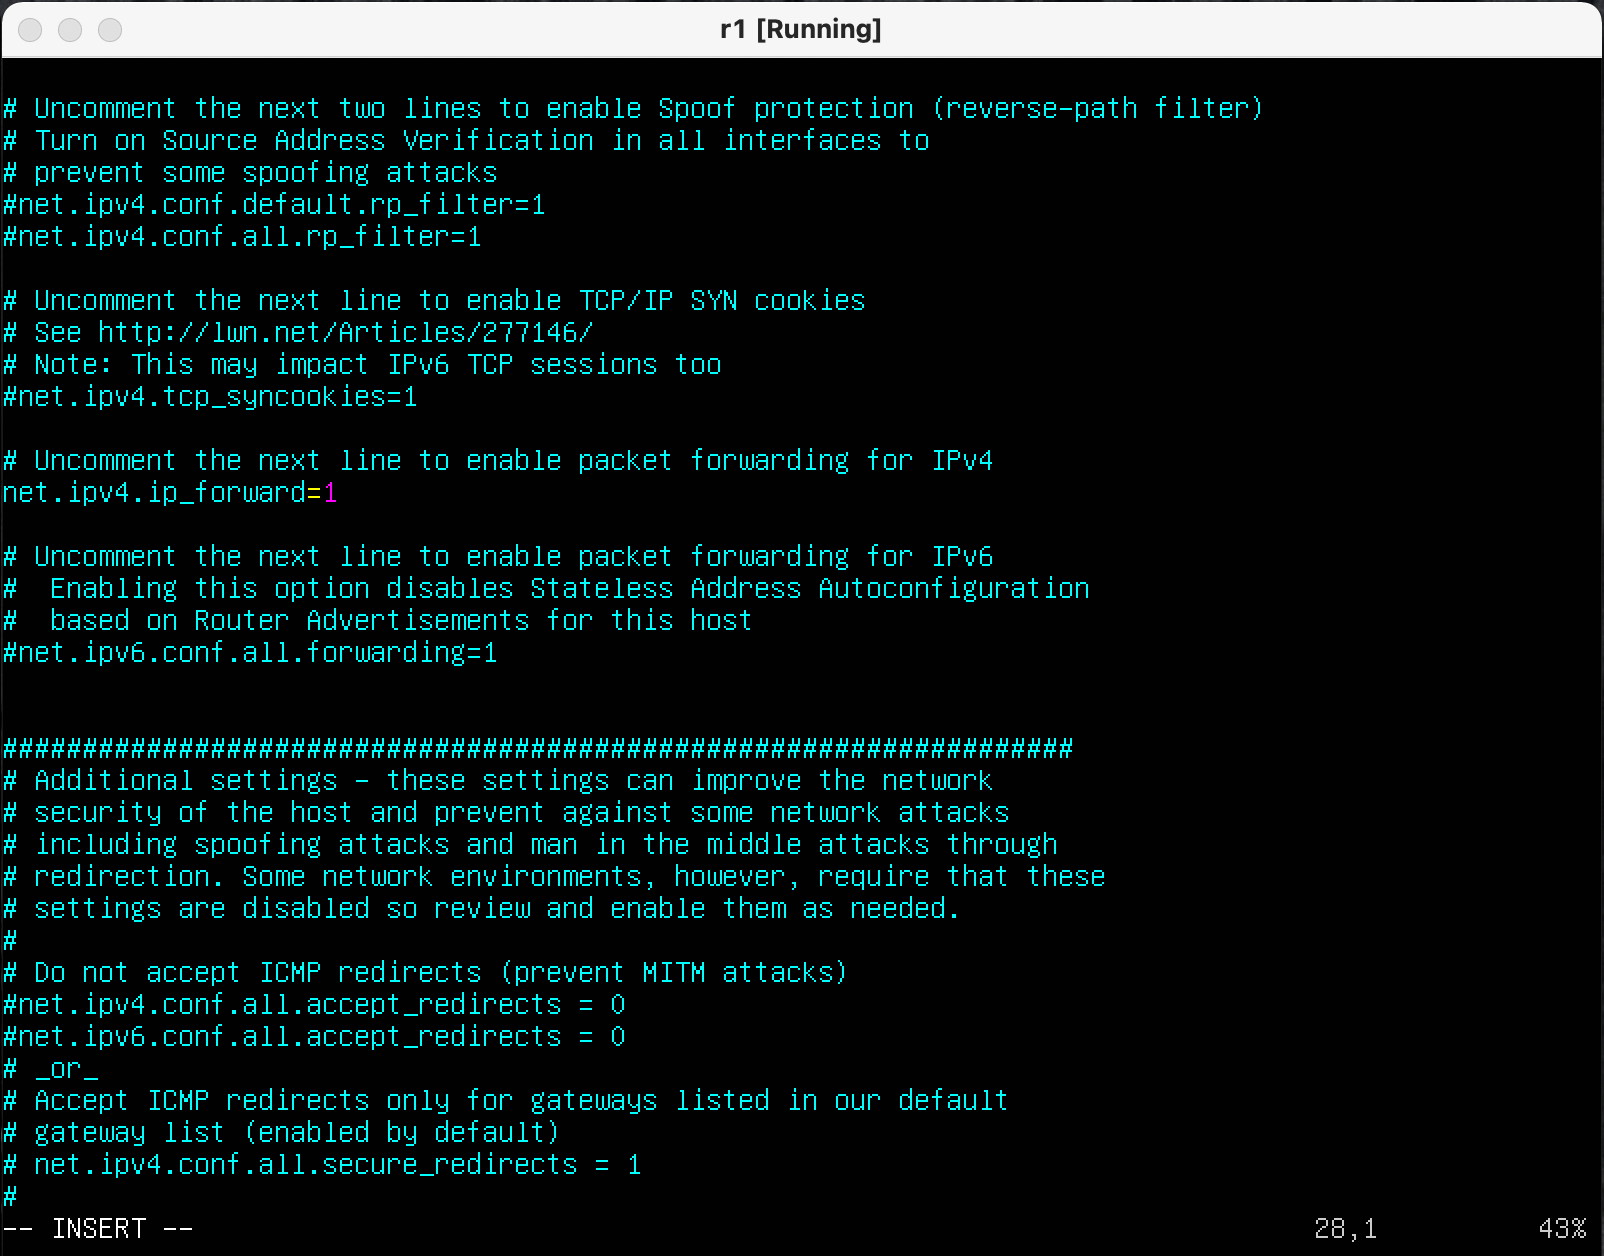 r1 [Running]
# Uncomment the next two lines to enable Spoof protection (reverse-path filter)
# Turn on Source Address Verification in all interfaces to
# prevent some spoofing attacks
#net.ipv4.conf.default.rp_filter=1
#net.ipv4.conf.all.rp_filter=1
# Uncomment the next line to enable TCP/IP SYN cookies
# See http://lwn.net/Articles/277146/
# Note: This may impact IPv6 TCP sessions too
#net.ipv4.tcp_syncookies=1
# Uncomment the next line to enable packet forwarding for IPv4
net.ipv4.ip_forward=1
# Uncomment the next line to enable packet forwarding for IPv6
#  Enabling this option disables Stateless Address Autoconfiguration
#  based on Router Advertisements for this host
#net.ipv6.conf.all.forwarding=1
###################################################################
# Additional settings - these settings can improve the network
# security of the host and prevent against some network attacks
# including spoofing attacks and man in the middle attacks through
# redirection. Some network environments, however, require that these
# settings are disabled so review and enable them as needed.
#
# Do not accept ICMP redirects (prevent MITM attacks)
#net.ipv4.conf.all.accept_redirects = 0
#net.ipv6.conf.all.accept_redirects = 0
# _or_
# Accept ICMP redirects only for gateways listed in our default
# gateway list (enabled by default)
# net.ipv4.conf.all.secure_redirects = 1
#
-- INSERT -- 28,1 43%